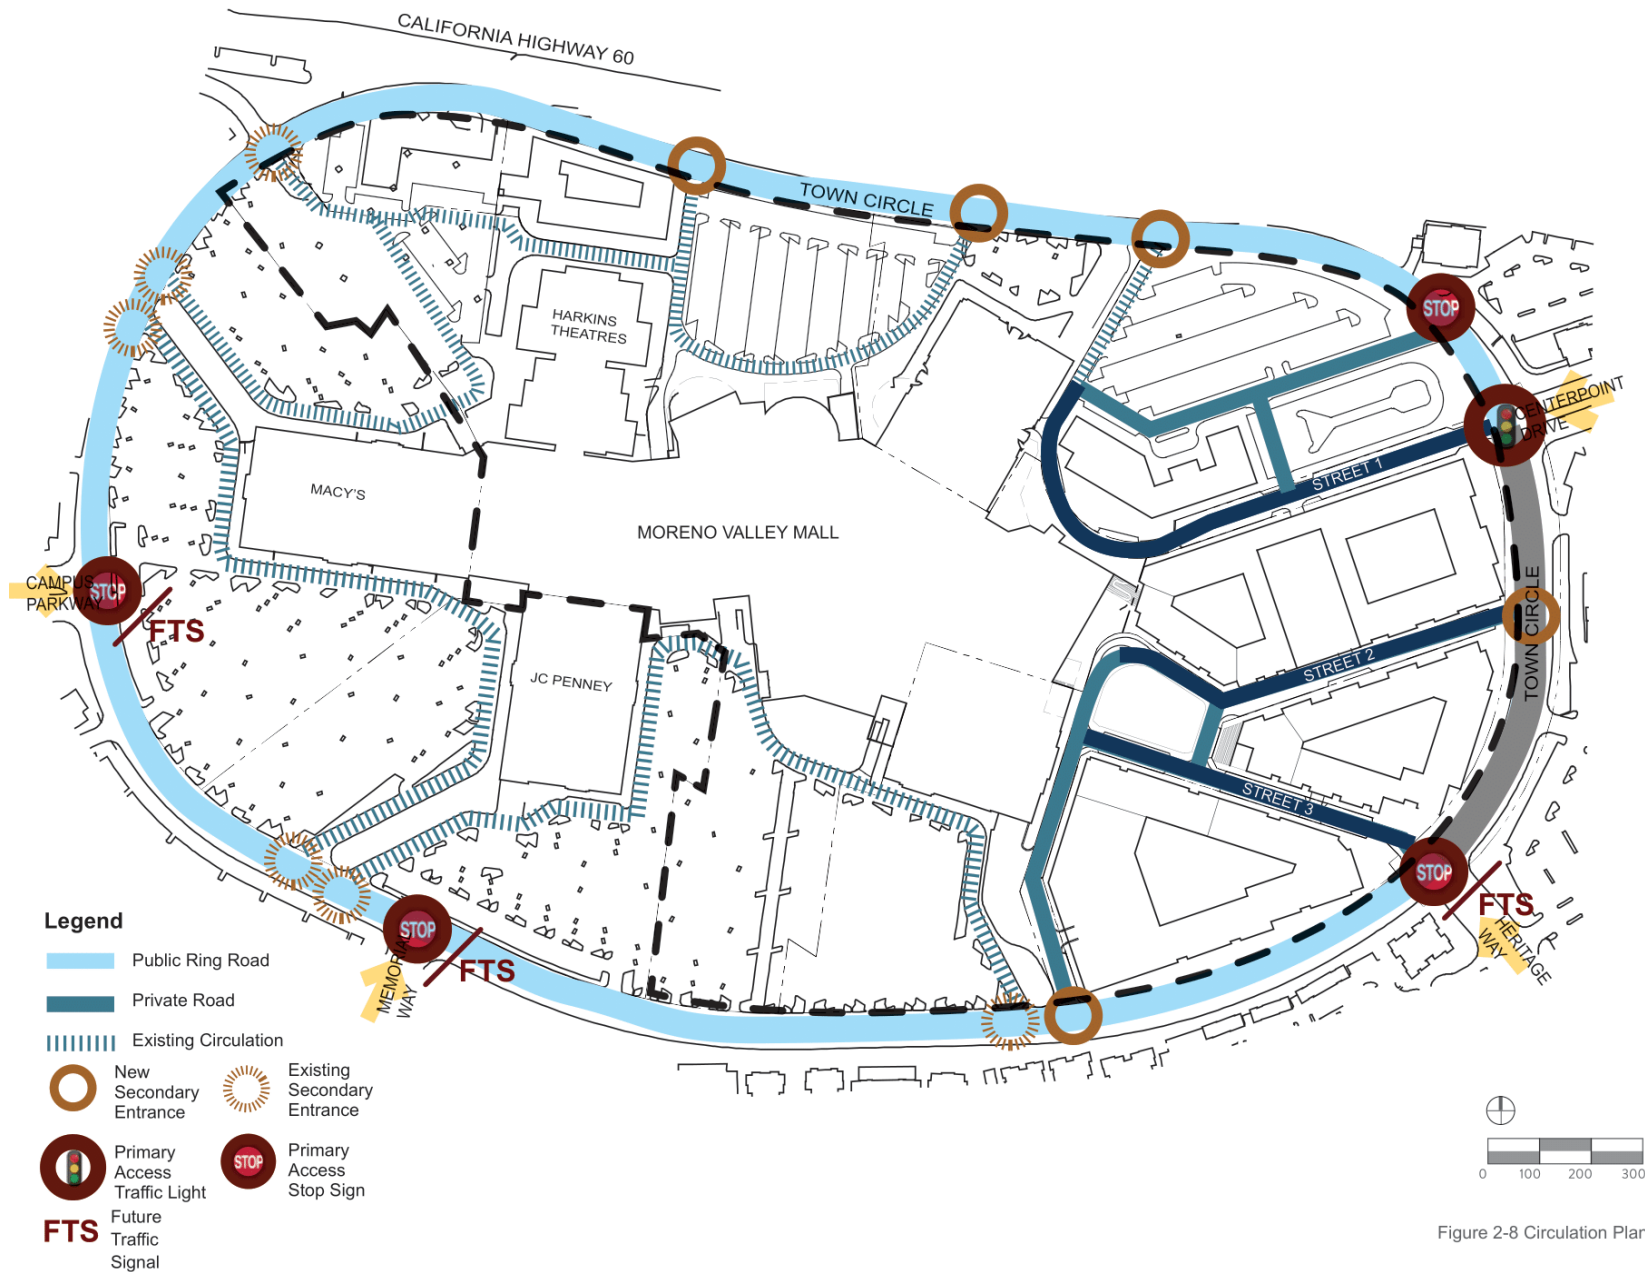 CALIFORNIA HIGHWAY 60
TOWN CIRCLE
STOP
HARKINS
THEATRES
CENTERPOINT
DRIVE
STREET 1
MACY'S
MORENO VALLEY MALL
CAMPUS
PARKWAY
STOP
FTS
TOWN CIRCLE
STREET 2
JC PENNEY
STREET 3
STOP
FTS
HERITAGE
WAY
STOP
FTS
MEMORIAL
WAY
Legend
Public Ring Road
Private Road
Existing Circulation
New
Secondary
Entrance
Existing
Secondary
Entrance
Primary
Access
Traffic Light
STOP
Primary
Access
Stop Sign
FTS
Future
Traffic
Signal
0 100 200 300
Figure 2-8 Circulation Plan